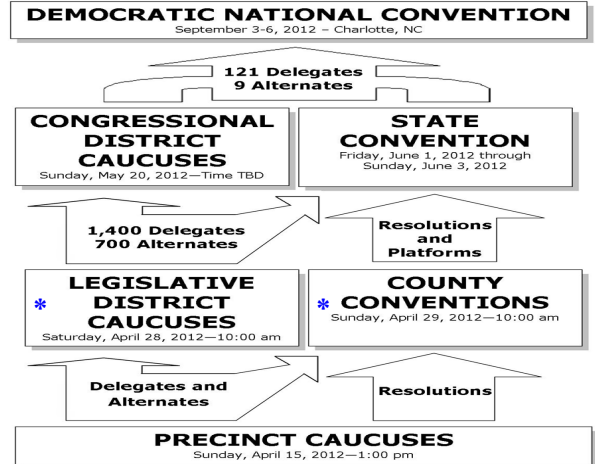 DEMOCRATIC NATIONAL CONVENTION
September 3-6, 2012 – Charlotte, NC
121 Delegates
9 Alternates
CONGRESSIONAL
DISTRICT
CAUCUSES
Sunday, May 20, 2012—Time TBD
STATE
CONVENTION
Friday, June 1, 2012 through
Sunday, June 3, 2012
1,400 Delegates
700 Alternates
Resolutions
and
Platforms
* LEGISLATIVE
DISTRICT
CAUCUSES
Saturday, April 28, 2012—10:00 am
* COUNTY
CONVENTIONS
Sunday, April 29, 2012—10:00 am
Delegates and
Alternates
Resolutions
PRECINCT CAUCUSES
Sunday, April 15, 2012—1:00 pm